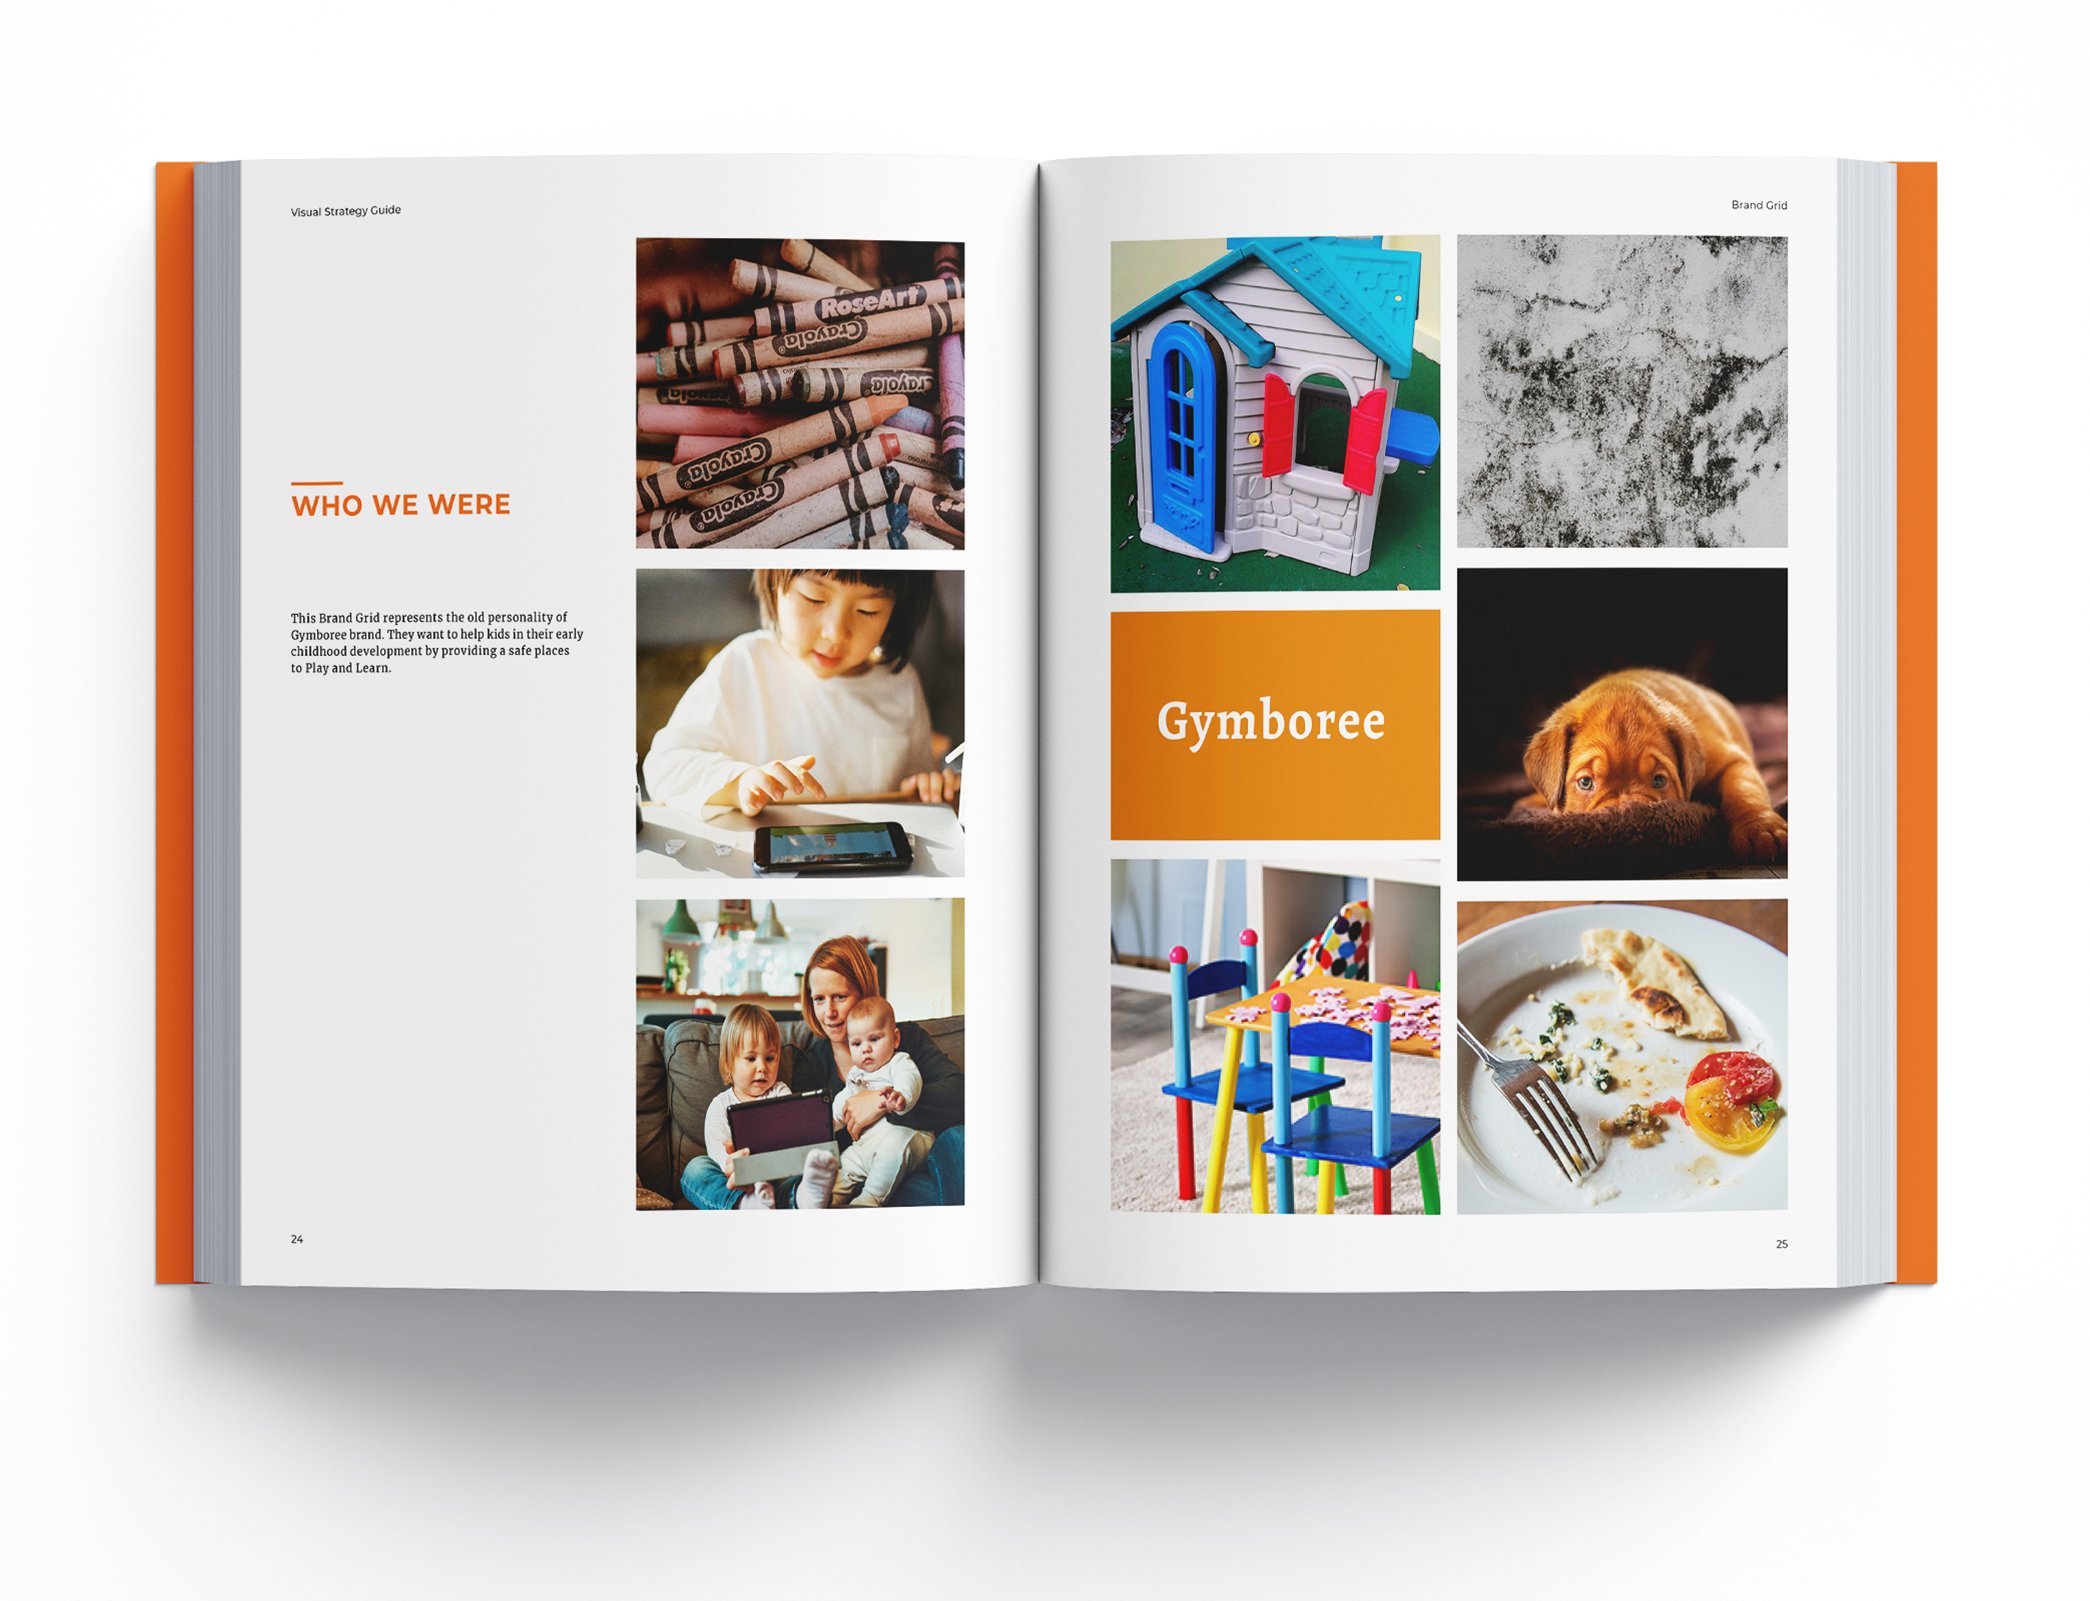 Visual Strategy Guide
WHO WE WERE
This Brand Grid represents the old personality of
Gymboree brand. They want to help kids in their early
childhood development by providing a safe places
to Play and Learn.
24
RoseArt
Crayola
Crayola
Crayola
Crayola
Brand Grid
Gymboree
25